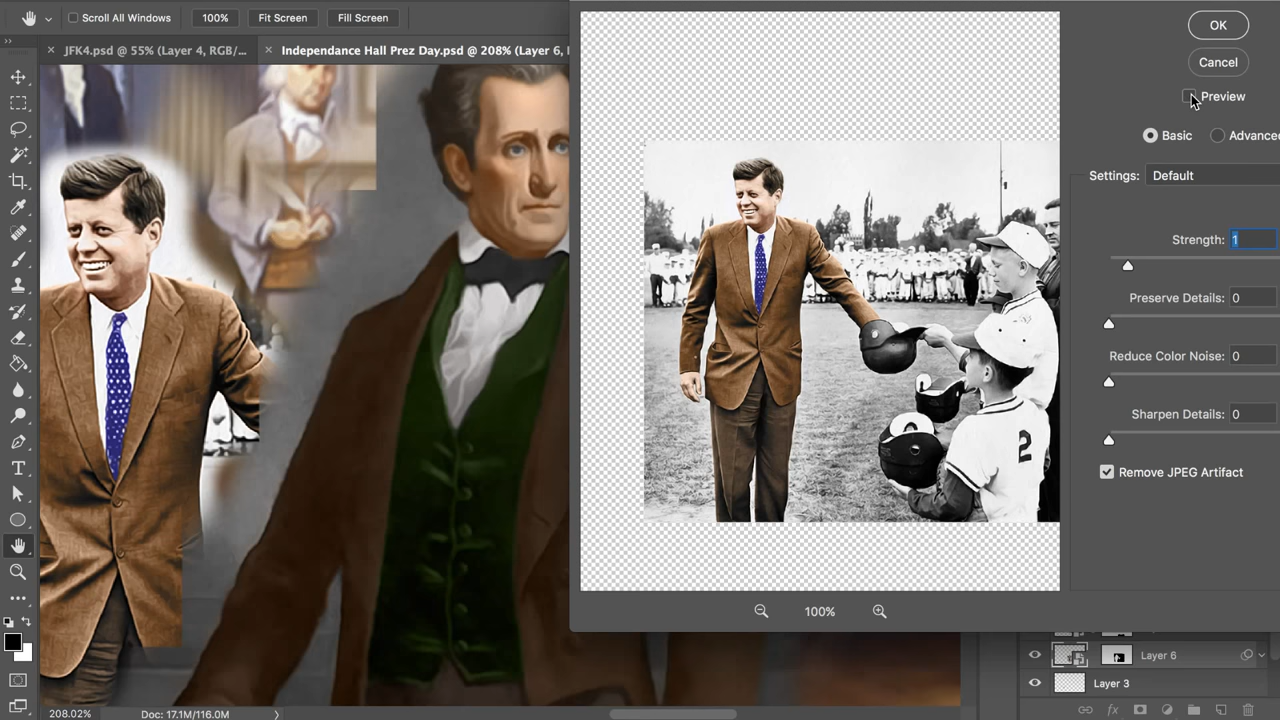 Scroll All Windows 100% Fit Screen Fill Screen
JFK4.psd @ 55% (Layer 4, RGB/... Independance Hall Prez Day.psd @ 208% (Layer 6,
OK
Cancel
Preview
Basic Advance
Settings: Default
Strength: 1
Preserve Details: 0
Reduce Color Noise: 0
Sharpen Details: 0
Remove JPEG Artifact
2
100%
Layer 6
Layer 3
fx
208.02% Doc: 17.1M/116.0M